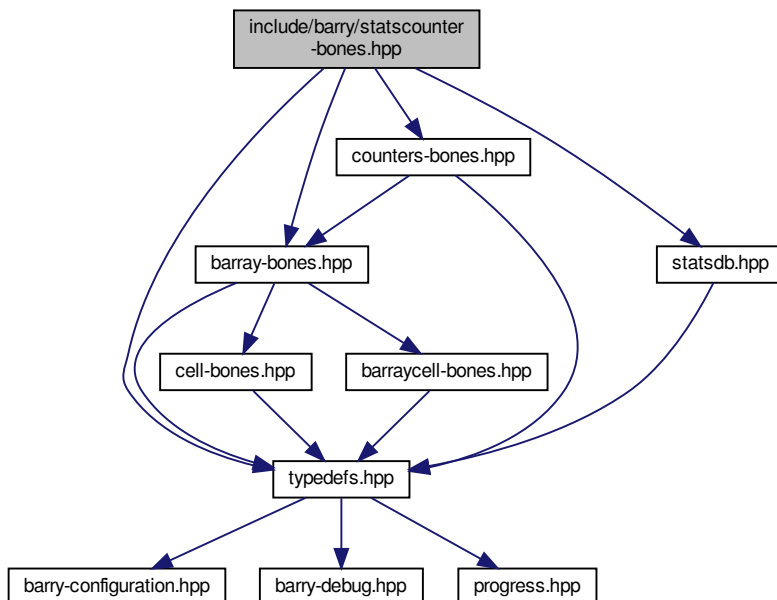 include/barry/statscounter
-bones.hpp
counters-bones.hpp
barray-bones.hpp
statsdb.hpp
cell-bones.hpp
barraycell-bones.hpp
typedefs.hpp
barry-configuration.hpp
barry-debug.hpp
progress.hpp